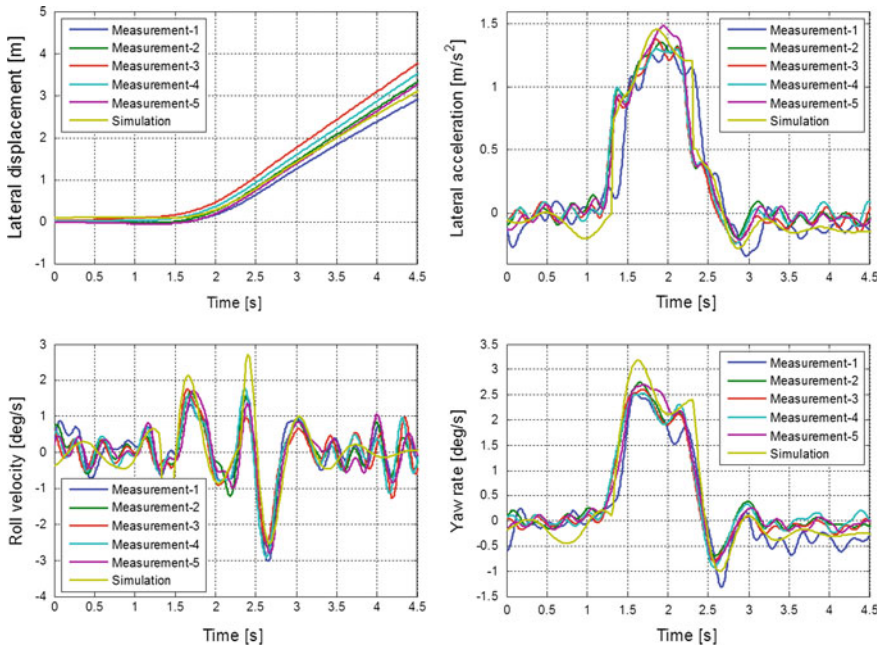 Lateral displacement [m]
5
4
3
2
1
0
-1
Measurement-1
Measurement-2
Measurement-3
Measurement-4
Measurement-5
Simulation
0 0.5 1 1.5 2 2.5 3 3.5 4 4.5
Time [s]
Lateral acceleration [m/s²]
1.5
1
0.5
0
Measurement-1
Measurement-2
Measurement-3
Measurement-4
Measurement-5
Simulation
0 0.5 1 1.5 2 2.5 3 3.5 4 4.5
Time [s]
Roll velocity [deg/s]
3
2
1
0
-1
-2
-3
-4
Measurement-1
Measurement-2
Measurement-3
Measurement-4
Measurement-5
Simulation
0 0.5 1 1.5 2 2.5 3 3.5 4 4.5
Time [s]
Yaw rate [deg/s]
3.5
3
2.5
2
1.5
1
0.5
0
-0.5
-1
-1.5
Measurement-1
Measurement-2
Measurement-3
Measurement-4
Measurement-5
Simulation
0 0.5 1 1.5 2 2.5 3 3.5 4 4.5
Time [s]